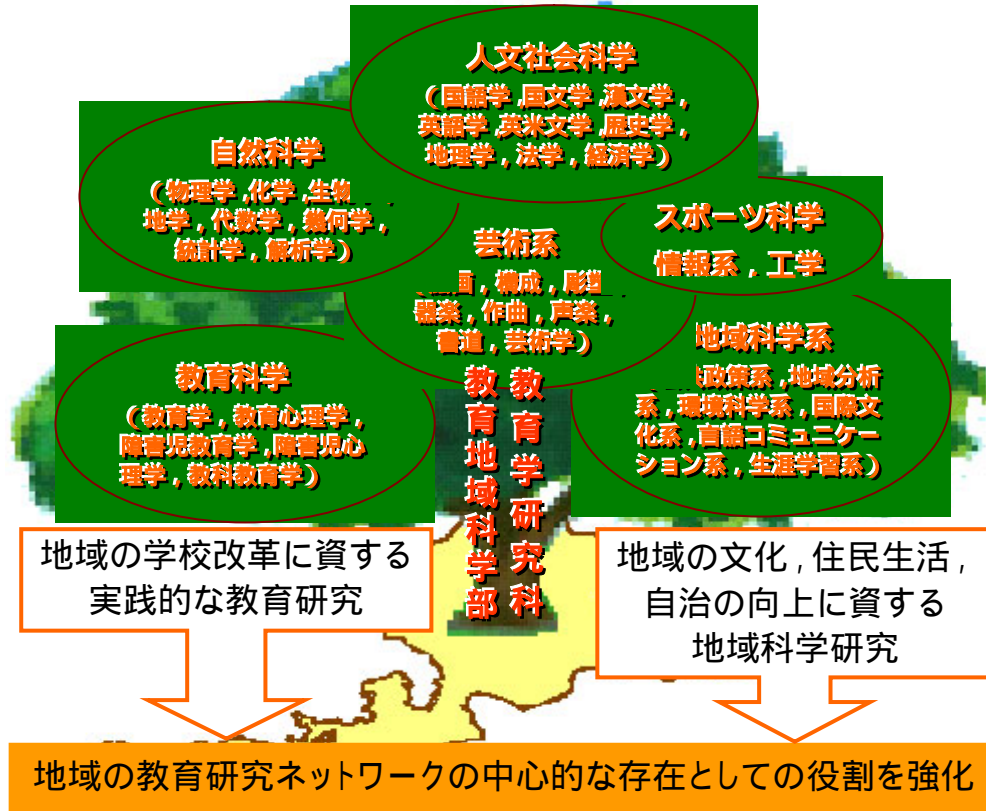 人文社会科学
（国語学，国文学，漢文学，
英語学，英米文学，歴史学，
地理学，法学，経済学）
自然科学
（物理学，化学，生物
地学，代数学，幾何学，
統計学，解析学）
スポーツ科学
情報系，工学
芸術系
画，構成，彫塑
器楽，作曲，声楽，
書道，芸術学）
地域科学系
政策系，地域分析
系，環境科学系，国際文
化系，言語コミュニケー
ション系，生涯学習系）
教育科学
（教育学，教育心理学，
障害児教育学，障害児心
理学，教科教育学）
教育学研究科
教育地域科学部
地域の学校改革に資する
実践的な教育研究
地域の文化，住民生活，
自治の向上に資する
地域科学研究
地域の教育研究ネットワークの中心的な存在としての役割を強化